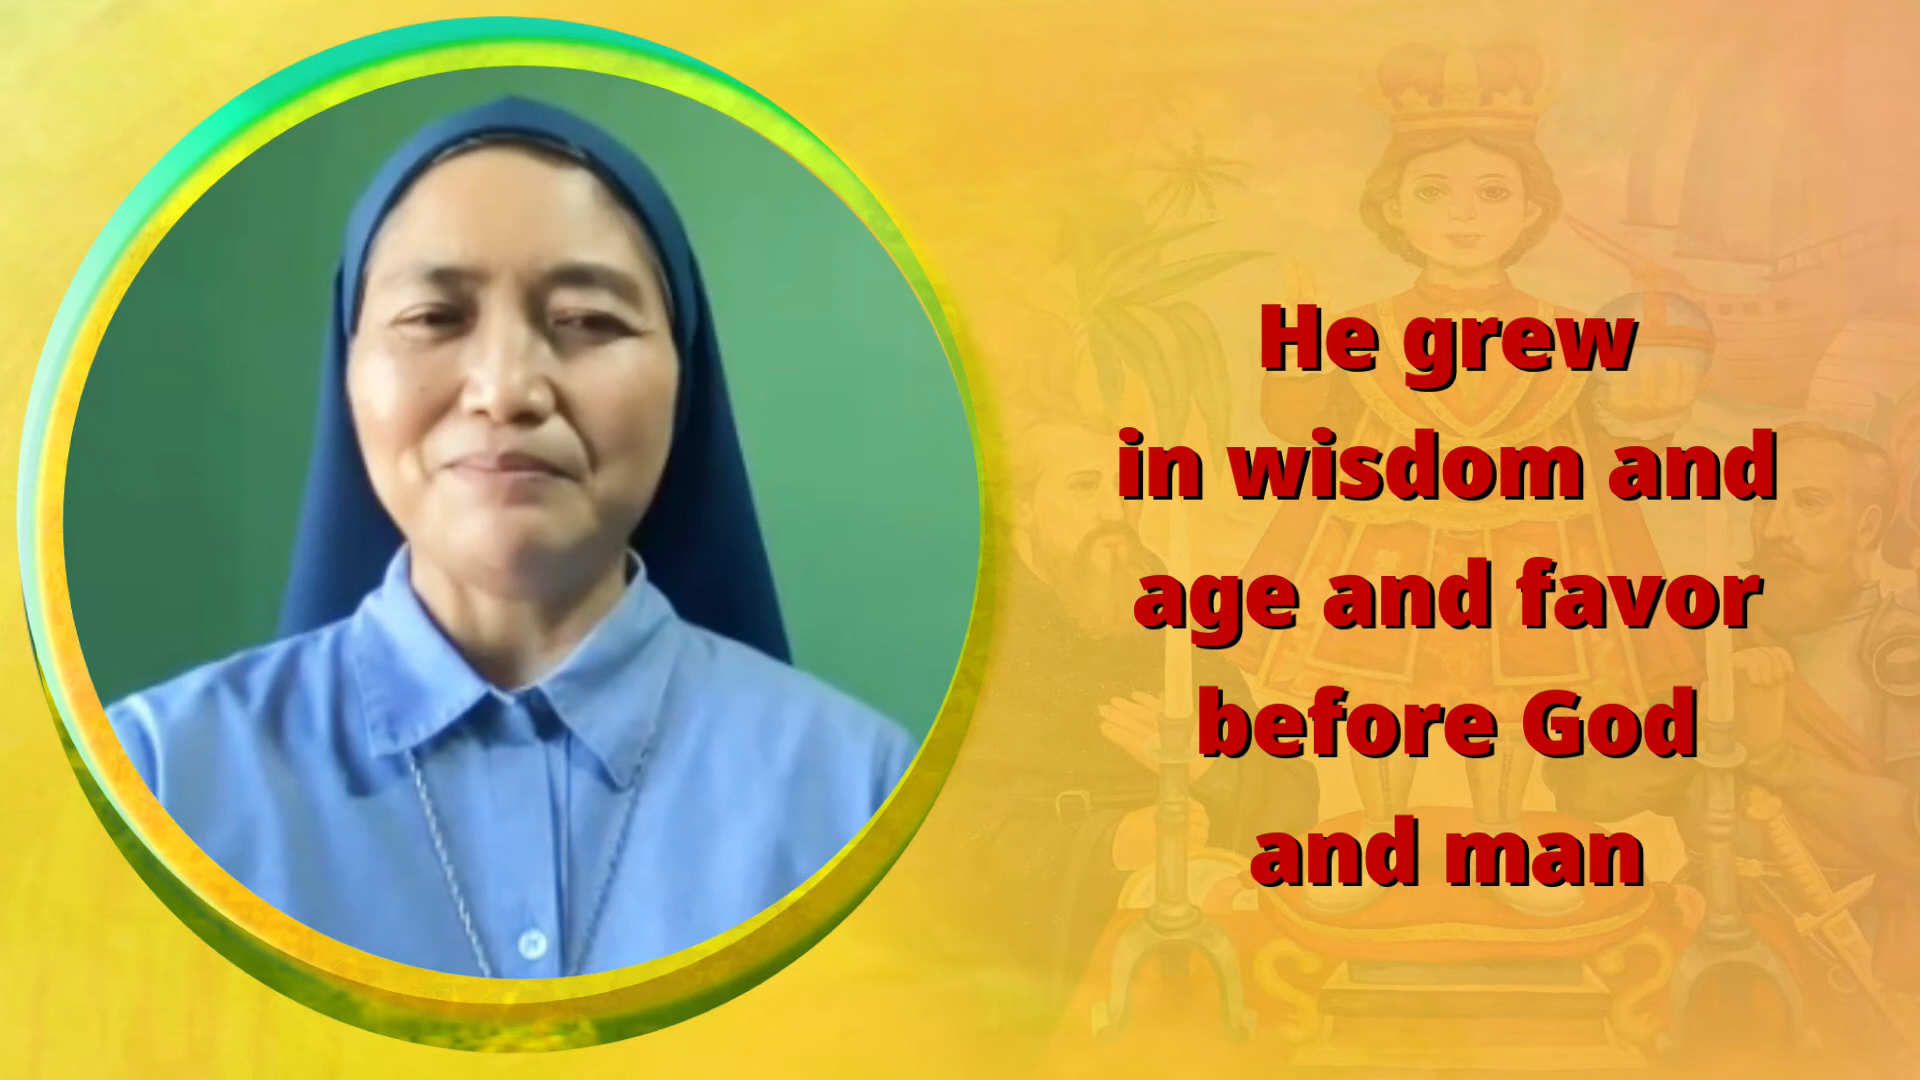 He grew
in wisdom and
age and favor
before God
and man